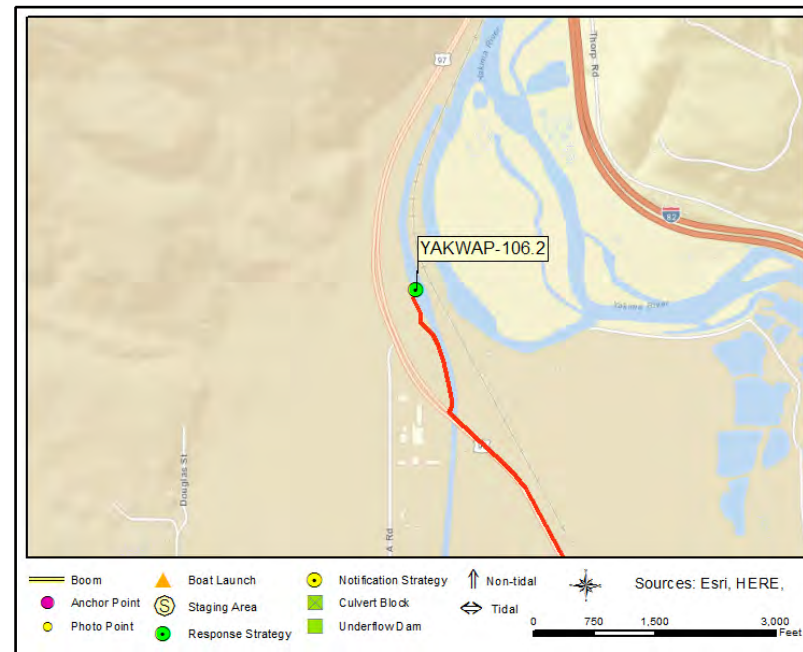 Yakima River
97
Thorp Rd
82
YAKWAP-106.2
Yakima River
Douglas St
A Rd
Boom
Anchor Point
Photo Point
Boat Launch
S Staging Area
Response Strategy
Notification Strategy
Culvert Block
Underflow Dam
Non-tidal
Tidal
Sources: Esri, HERE,
0 750 1,500 3,000
Feet